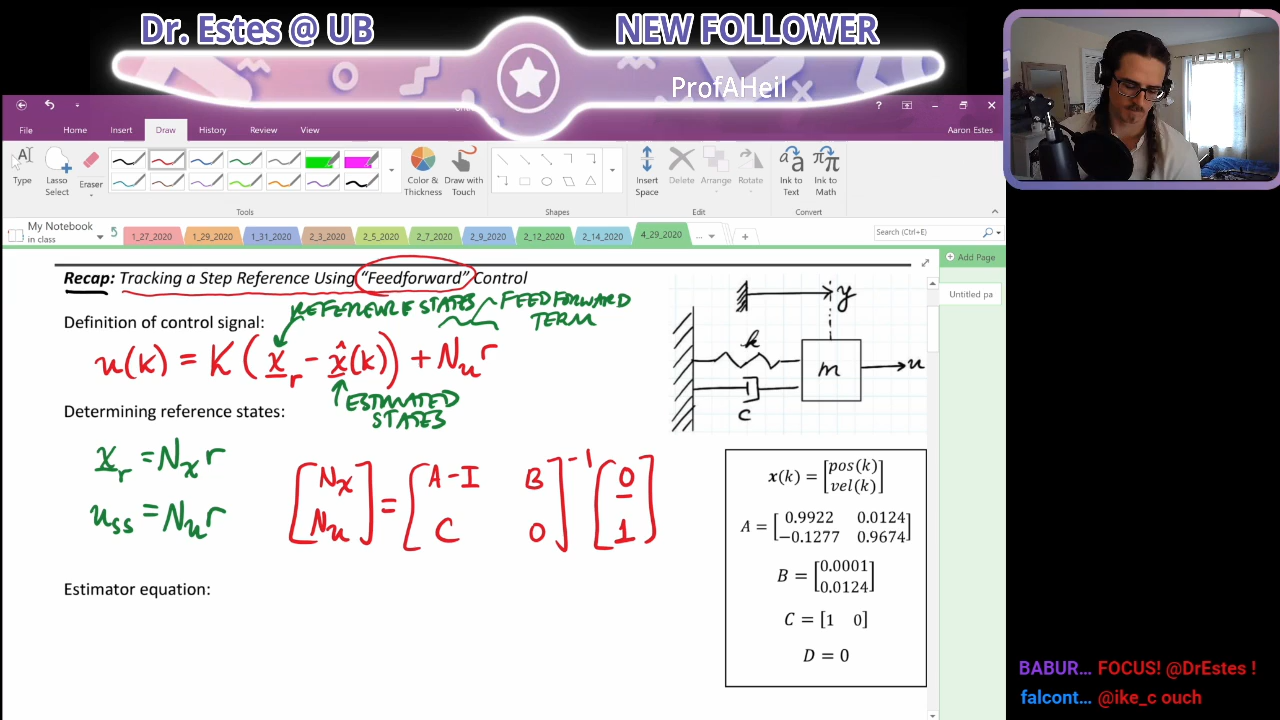 Dr. Estes @ UB
NEW FOLLOWER
ProfAHeil
Aaron Estes
File Home Insert Draw History Review View
Type
Lasso Select
Eraser
Color & Thickness
Draw with Touch
Insert Space
Delete
Arrange
Rotate
Ink to Text
Ink to Math
Tools
Shapes
Edit
Convert
My Notebook
in class
1_27_2020 1_29_2020 1_31_2020 2_3_2020 2_5_2020 2_7_2020 2_9_2020 2_12_2020 2_14_2020 4_29_2020 ...
Search (Ctrl+E)
Add Page
Untitled pa
Recap: Tracking a Step Reference Using "Feedforward" Control
REFERENCE STATES
FEEDFORWARD TERM
Definition of control signal:
u(k) = K(x_r - x̂(k)) + N_u r
ESTIMATED STATES
Determining reference states:
x_r = N_x r
u_ss = N_u r
[N_x N_u] = [A-I B C 0]^-1 [0 1]
Estimator equation:
y
k
m
u
c
x(k) = [pos(k) vel(k)]
A = [0.9922 0.0124 -0.1277 0.9674]
B = [0.0001 0.0124]
C = [1 0]
D = 0
BABUR... FOCUS! @DrEstes !
falcont... @ike_c ouch